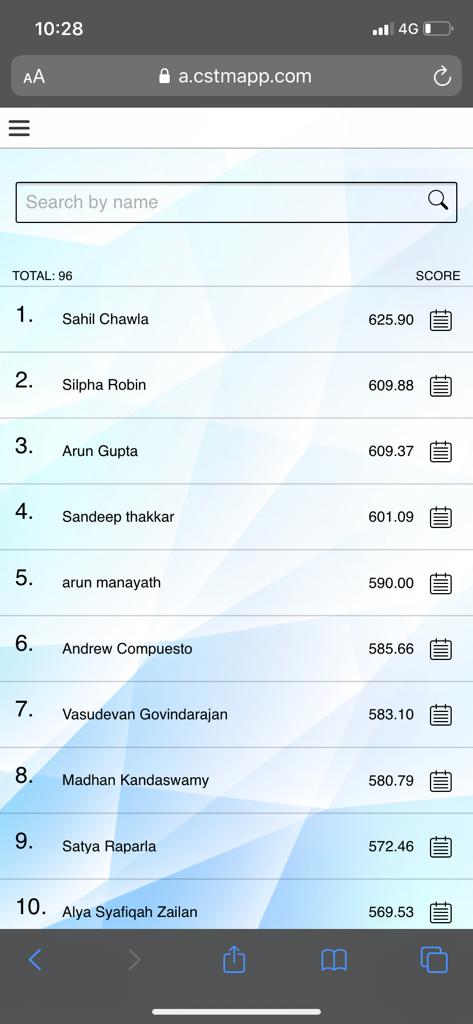 10:28 4G
AA a.cstmapp.com
Search by name
TOTAL: 96 SCORE
1. Sahil Chawla 625.90
2. Silpha Robin 609.88
3. Arun Gupta 609.37
4. Sandeep thakkar 601.09
5. arun manayath 590.00
6. Andrew Compuesto 585.66
7. Vasudevan Govindarajan 583.10
8. Madhan Kandaswamy 580.79
9. Satya Raparla 572.46
10. Alya Syafiqah Zailan 569.53